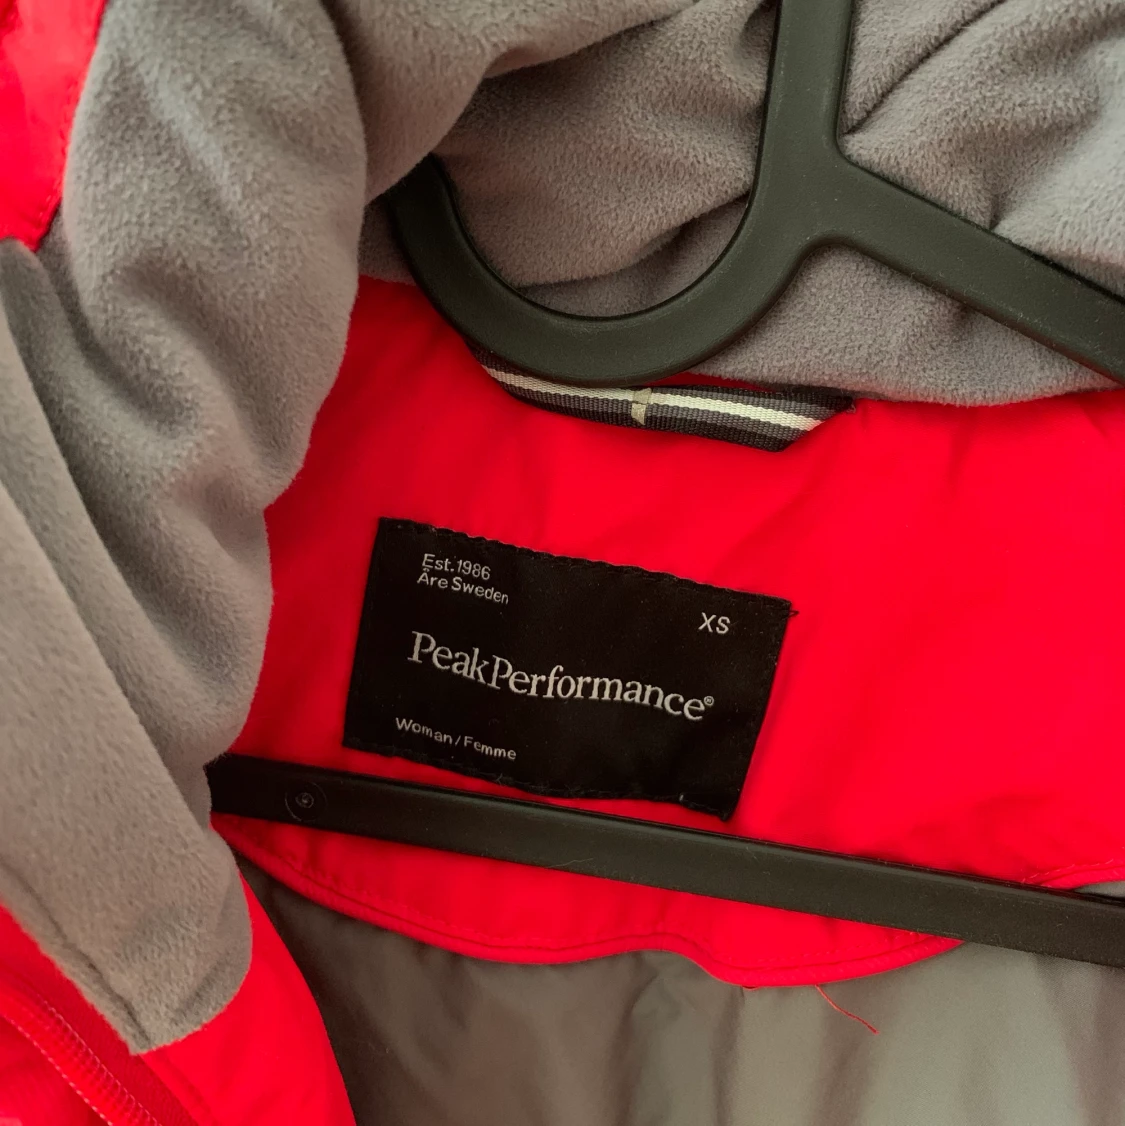 Est.1986
Åre Sweden
XS
PeakPerformance®
Woman/Femme